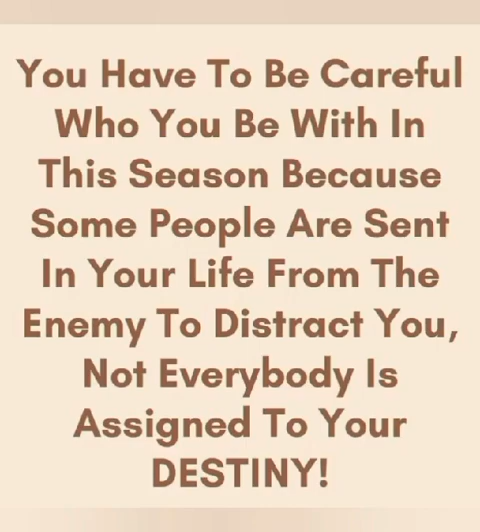 You Have To Be Careful
Who You Be With In
This Season Because
Some People Are Sent
In Your Life From The
Enemy To Distract You,
Not Everybody Is
Assigned To Your
DESTINY!